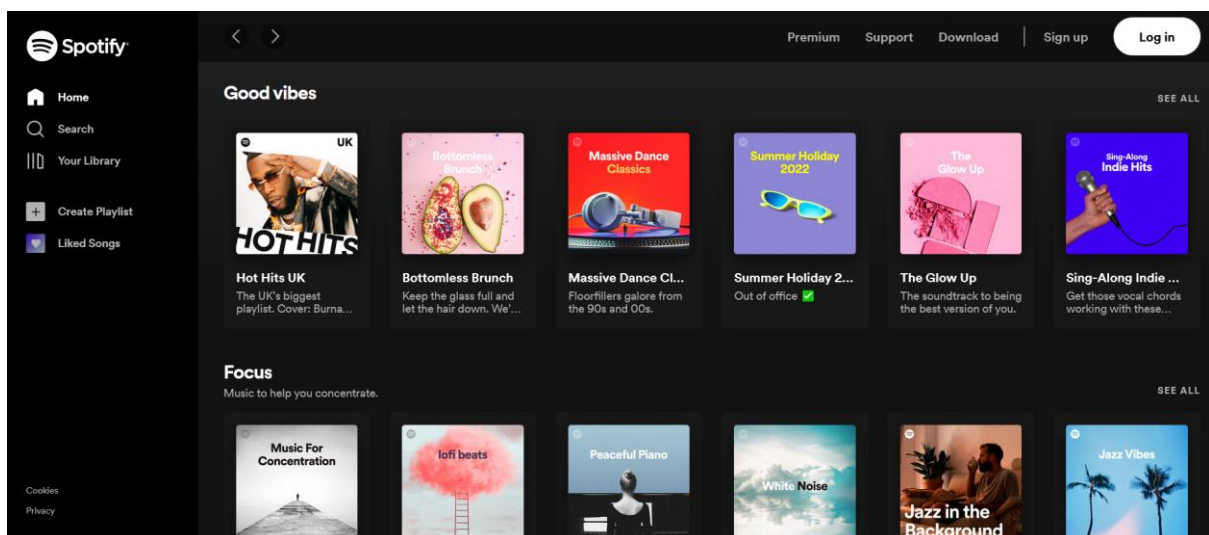 Spotify
Premium Support Download Sign up Log in
Home
Search
Your Library
Create Playlist
Liked Songs
Cookies
Privacy
Good vibes
SEE ALL
UK
HOT HITS
Hot Hits UK
The UK's biggest
playlist. Cover: Burna...
Bottomless
Brunch
Bottomless Brunch
Keep the glass full and
let the hair down. We'...
Massive Dance
Classics
Massive Dance Cl...
Floorfillers galore from
the 90s and 00s.
Summer Holiday
2022
Summer Holiday 2...
Out of office ✅
The
Glow Up
The Glow Up
The soundtrack to being
the best version of you.
Sing-Along
Indie Hits
Sing-Along Indie ...
Get those vocal chords
working with these...
Focus
Music to help you concentrate.
SEE ALL
Music For
Concentration
lofi beats
Peaceful Piano
White Noise
Jazz in the
Background
Jazz Vibes